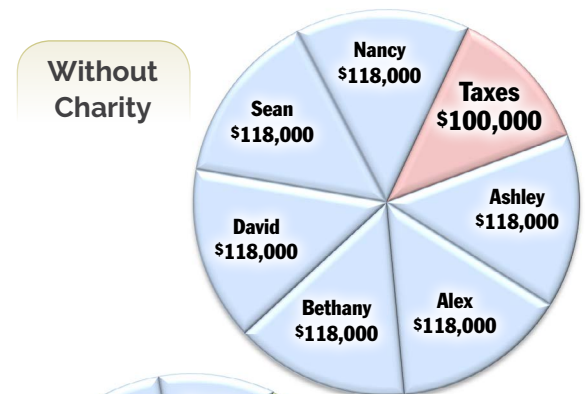 Without
Charity
Nancy
$118,000
Taxes
$100,000
Sean
$118,000
Ashley
$118,000
David
$118,000
Bethany
$118,000
Alex
$118,000